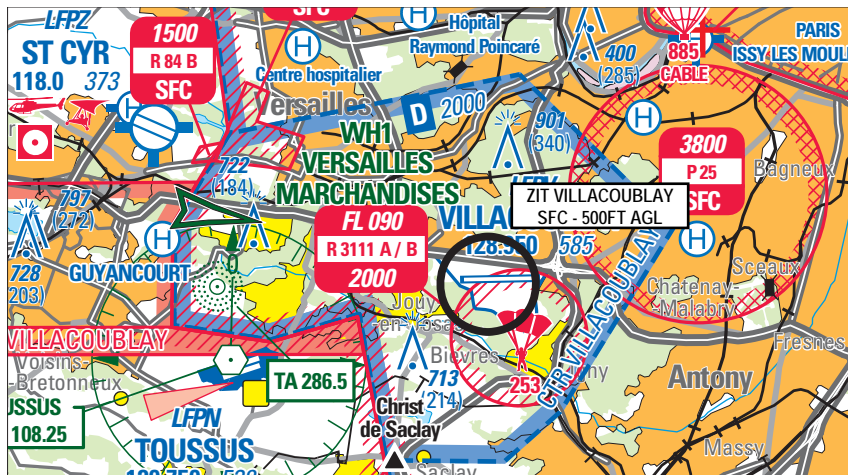 LFPZ
ST CYR
118.0 373
1500
R 84 B
SFC
SFC
Hôpital
Raymond Poincaré
Centre hospitalier
Versailles
400
(285)
885
CABLE
PARIS
ISSY LES MOUL
D 2000
901
(340)
WH1
VERSAILLES
MARCHANDISES
722
(184)
797
(272)
728
(203)
GUYANCOURT
3800
P 25
SFC
Bagneux
ZIT VILLACOUBLAY
SFC - 500FT AGL
VILLA
128.350
585
FL 090
R 3111 A / B
2000
Jouy
-en-Josas
Bièvres
Sceaux
Chatenay-
-Malabry
Fresnes
CTR VILLACOUBLAY
VILLACOUBLAY
Voisins
-Bretonneux
USSUS
108.25
TA 286.5
713
(214)
253
Christ
de Saclay
Saclay
LFPN
TOUSSUS
Antony
Massy